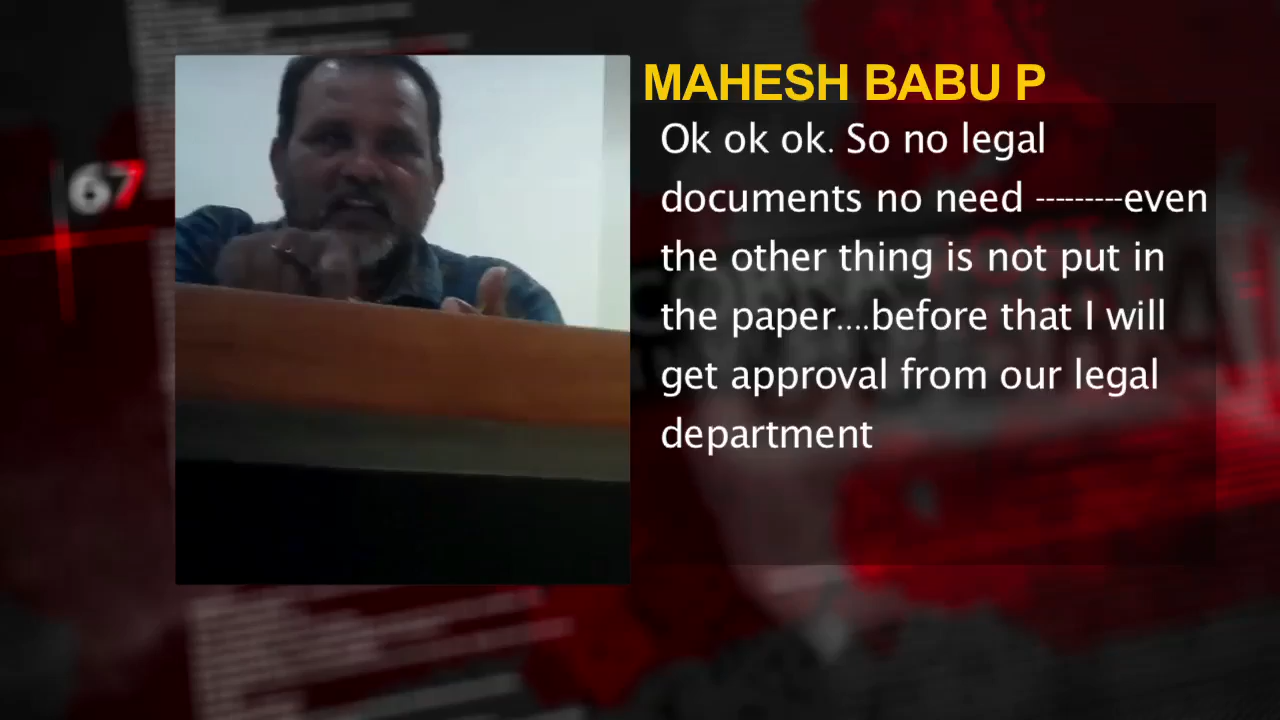 MAHESH BABU P
Ok ok ok. So no legal
documents no need ---------even
the other thing is not put in
the paper....before that I will
get approval from our legal
department
67